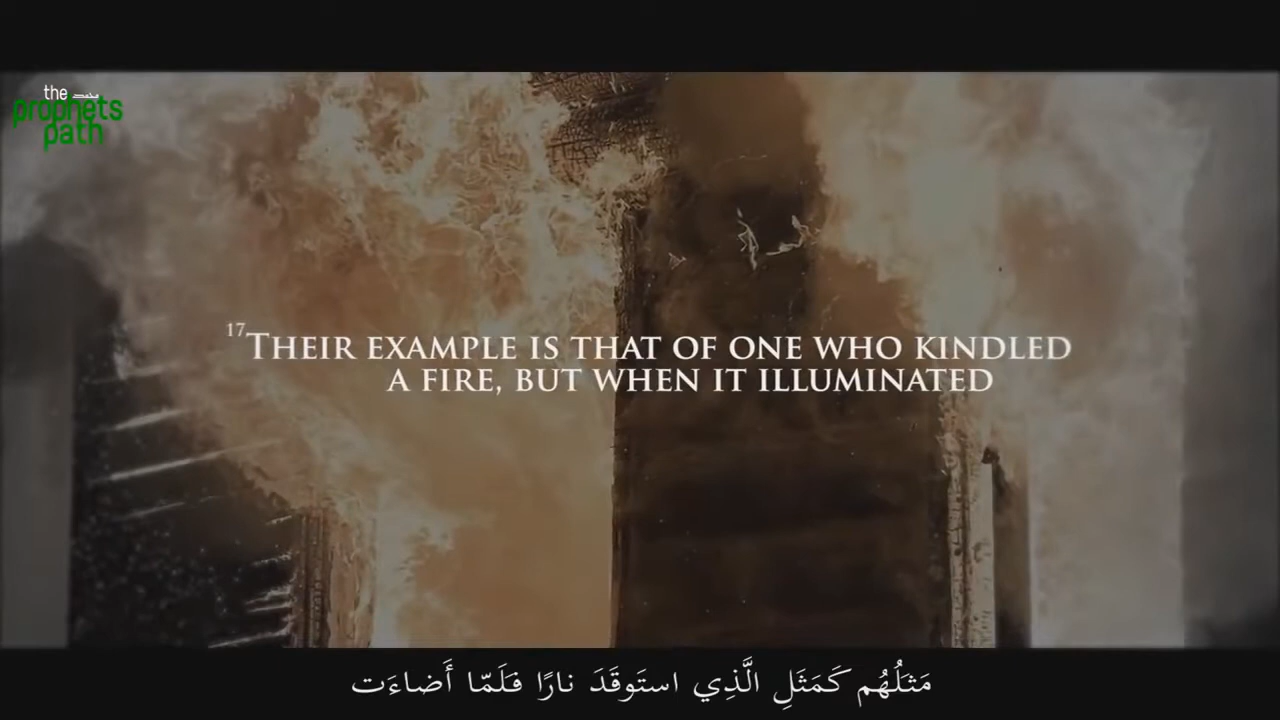 the
prophets
path
17 THEIR EXAMPLE IS THAT OF ONE WHO KINDLED
A FIRE, BUT WHEN IT ILLUMINATED
مَثَلُهُم كَمَثَلِ الَّذِي استَوقَدَ نارًا فَلَمّا أَضاءَت